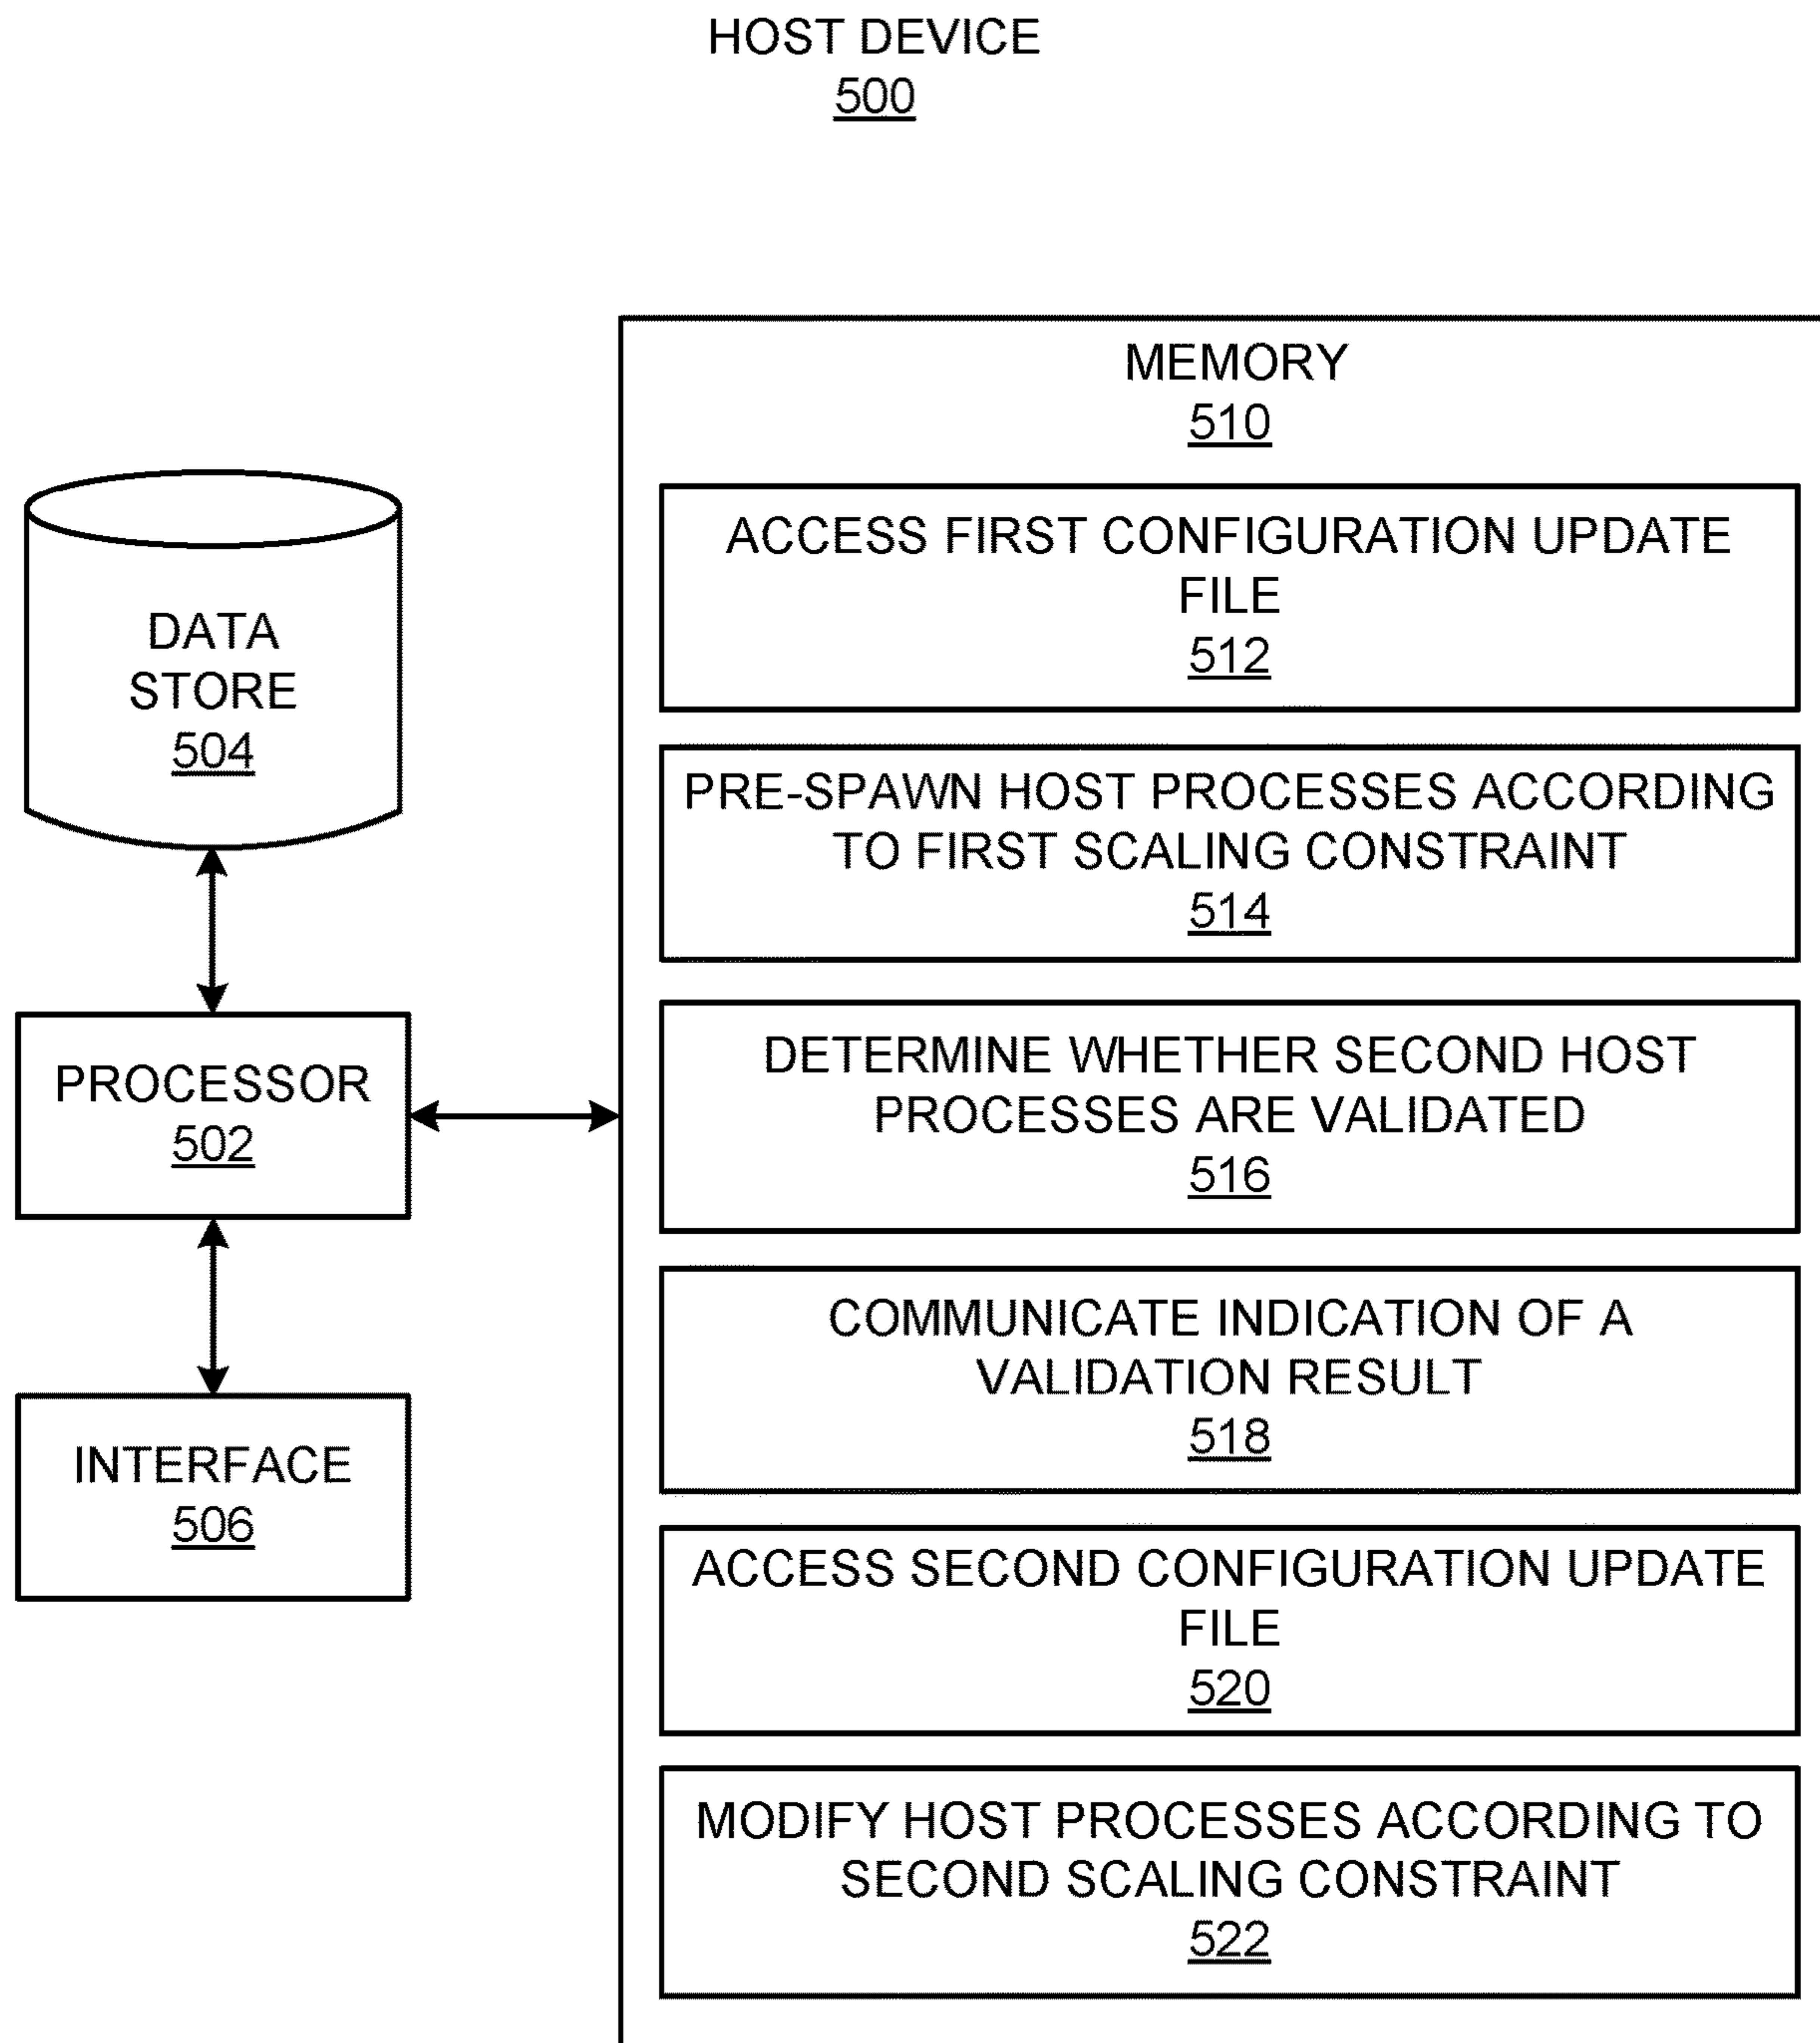 HOST DEVICE
500
MEMORY
510
ACCESS FIRST CONFIGURATION UPDATE
FILE
512
PRE-SPAWN HOST PROCESSES ACCORDING
TO FIRST SCALING CONSTRAINT
514
DETERMINE WHETHER SECOND HOST
PROCESSES ARE VALIDATED
516
COMMUNICATE INDICATION OF A
VALIDATION RESULT
518
ACCESS SECOND CONFIGURATION UPDATE
FILE
520
MODIFY HOST PROCESSES ACCORDING TO
SECOND SCALING CONSTRAINT
522
DATA
STORE
504
PROCESSOR
502
INTERFACE
506